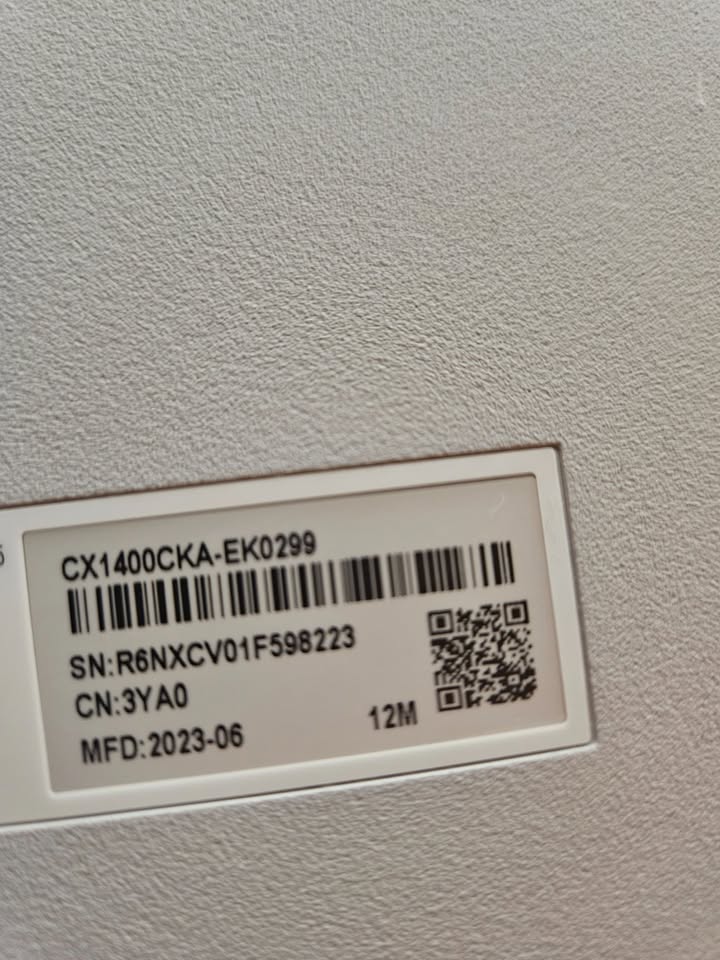 CX1400CKA-EK0299
SN:R6NXCV01F598223
CN:3YA0
MFD:2023-06
12M